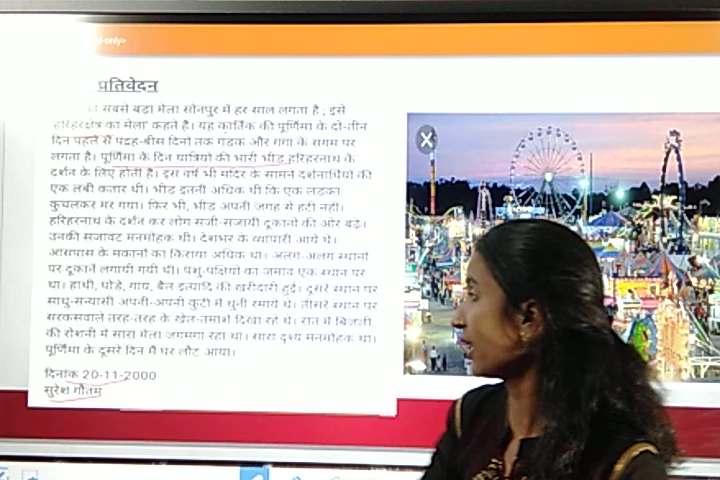 प्रतिवेदन
सबसे बड़ा मेला सोनपुर में हर साल लगता है ; इसे
'हरिहरक्षेत्र का मेला' कहते हैं। यह कार्तिक की पूर्णिमा के दो-तीन
दिन पहले से पंद्रह-बीस दिनों तक गंडक और गंगा के संगम पर
लगता है। पूर्णिमा के दिन यात्रियों की भारी भीड़ हरिहरनाथ के
दर्शन के लिए होती है। इस वर्ष भी मंदिर के सामने दर्शनार्थियों की
एक लंबी कतार थी। भीड़ इतनी अधिक थी कि एक लड़का
कुचलकर मर गया। फिर भी, भीड़ अपनी जगह से हटी नहीं।
हरिहरनाथ के दर्शन कर लोग सजी-सजायी दूकानों की ओर बढ़े।
उनकी सजावट मनमोहक थी। देशभर के व्यापारी आये थे।
आसपास के मकानों का किराया अधिक था। अलग-अलग स्थानों
पर दूकानें लगायी गयी थी। पशु-पक्षियों का जमाव एक स्थान पर
था। हाथी, घोड़े, गाय, बैल इत्यादि की खरीदारी हुई। दूसरे स्थान पर
साधु-संन्यासी अपनी-अपनी कुटी में धुनी रमाये थे। तीसरे स्थान पर
सरकसवाले तरह-तरह के खेल-तमाशे दिखा रहे थे। रात में बिजली
की रोशनी में सारा मेला जगमगा रहा था। सारा दृश्य मनमोहक था।
पूर्णिमा के दूसरे दिन मैं घर लौट आया।
दिनांक 20-11-2000
सुरेश गौतम